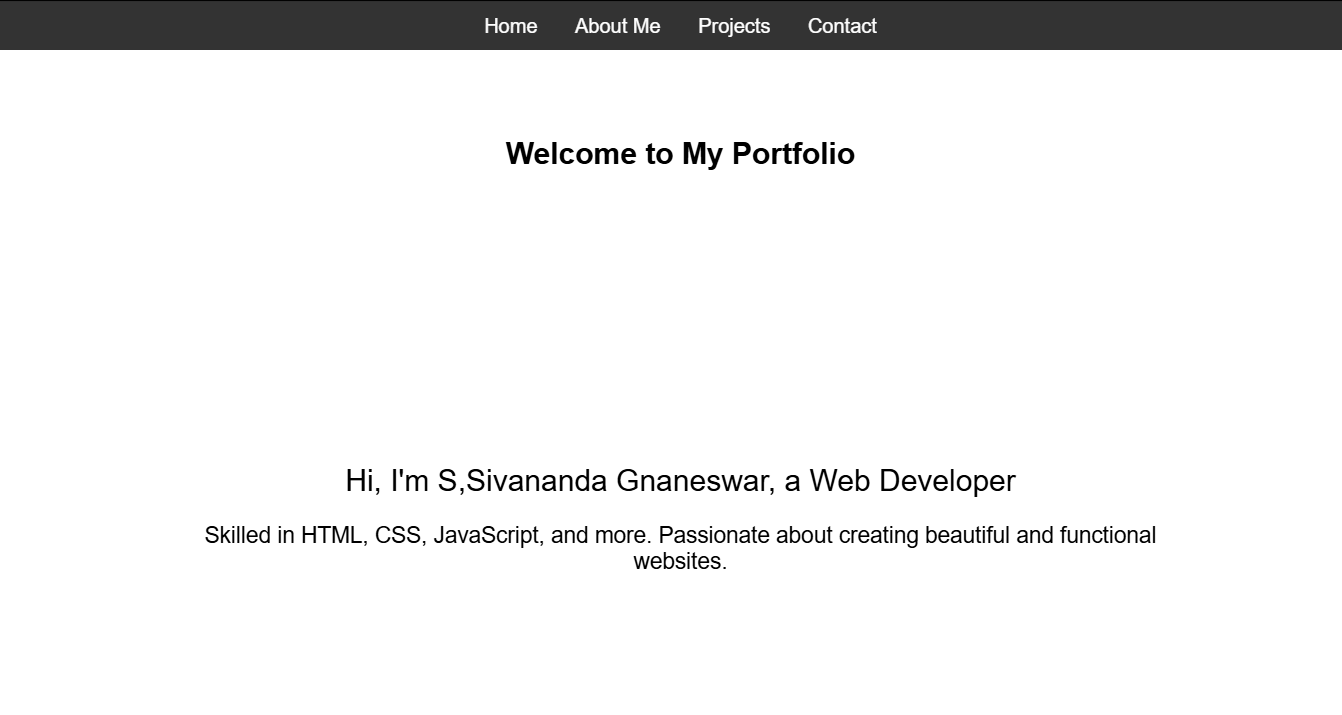 Home About Me Projects Contact
Welcome to My Portfolio
Hi, I'm S,Sivananda Gnaneswar, a Web Developer
Skilled in HTML, CSS, JavaScript, and more. Passionate about creating beautiful and functional
websites.